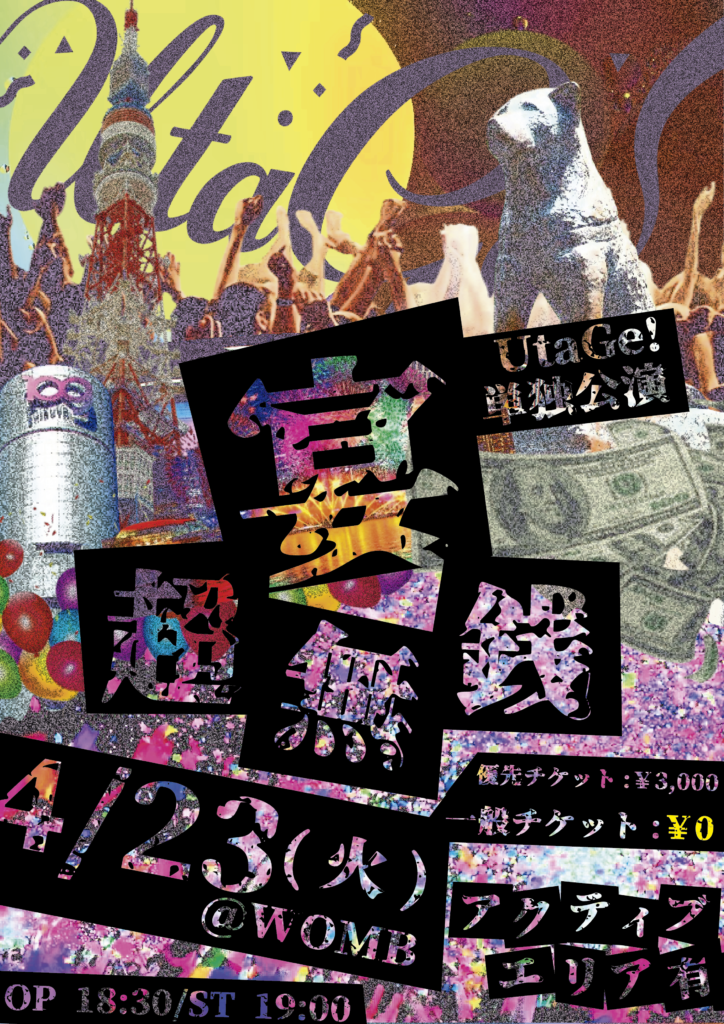 UtaG
UtaGe!
単独公演
109
宴
超
無
銭
優先チケット:¥3,000
一般チケット:¥0
4/23(火)
@WOMB
アクティブ
エリア有
OP 18:30/ST 19:00